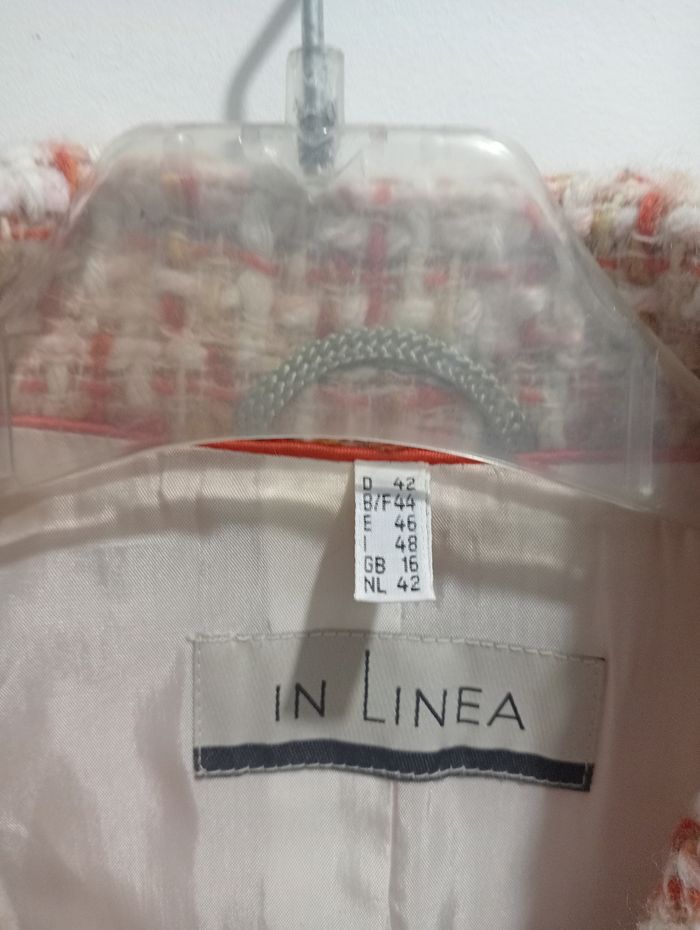 D 42
B/F 44
E 46
I 48
GB 16
NL 42
IN LINEA